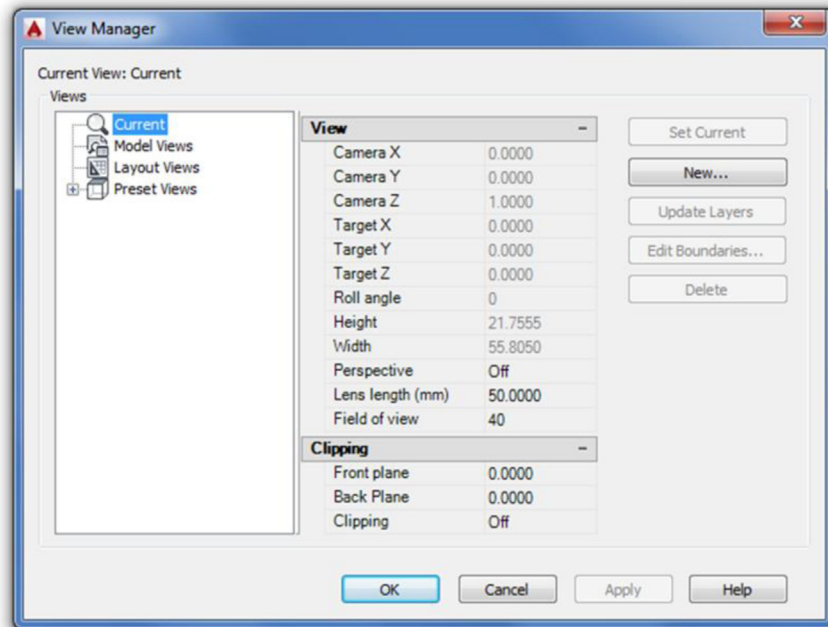 View Manager
Current View: Current
Views
Current
Model Views
Layout Views
Preset Views
View
Camera X 0.0000
Camera Y 0.0000
Camera Z 1.0000
Target X 0.0000
Target Y 0.0000
Target Z 0.0000
Roll angle 0
Height 21.7555
Width 55.8050
Perspective Off
Lens length (mm) 50.0000
Field of view 40
Clipping
Front plane 0.0000
Back Plane 0.0000
Clipping Off
Set Current
New...
Update Layers
Edit Boundaries...
Delete
OK Cancel Apply Help